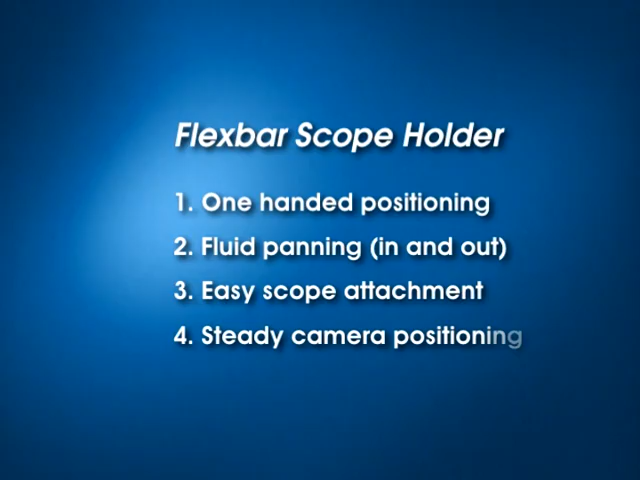 Flexbar Scope Holder
1. One handed positioning
2. Fluid panning (in and out)
3. Easy scope attachment
4. Steady camera positioning